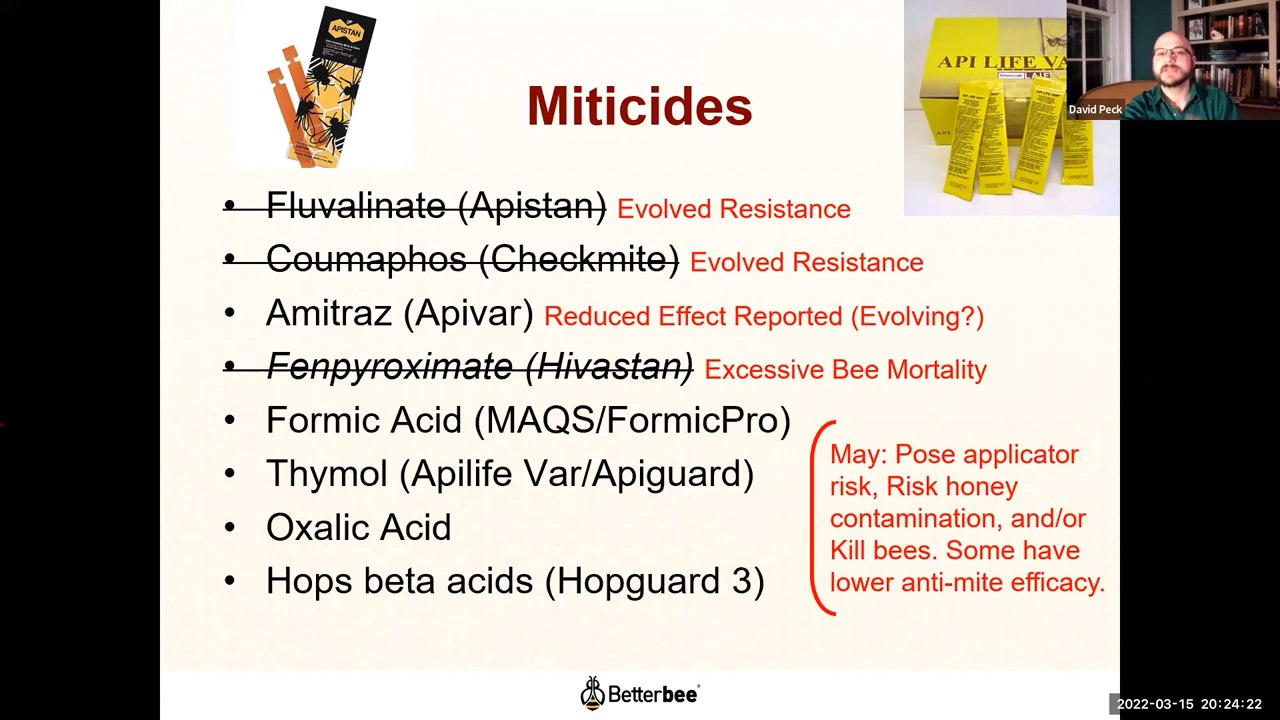 APISTAN
API LIFE VA
David Peck
Miticides
• Fluvalinate (Apistan) Evolved Resistance
• Coumaphos (Checkmite) Evolved Resistance
• Amitraz (Apivar) Reduced Effect Reported (Evolving?)
• Fenpyroximate (Hivastan) Excessive Bee Mortality
• Formic Acid (MAQS/FormicPro)
• Thymol (Apilife Var/Apiguard)
• Oxalic Acid
• Hops beta acids (Hopguard 3)
May: Pose applicator
risk, Risk honey
contamination, and/or
Kill bees. Some have
lower anti-mite efficacy.
Betterbee
2022-03-15 20:24:22